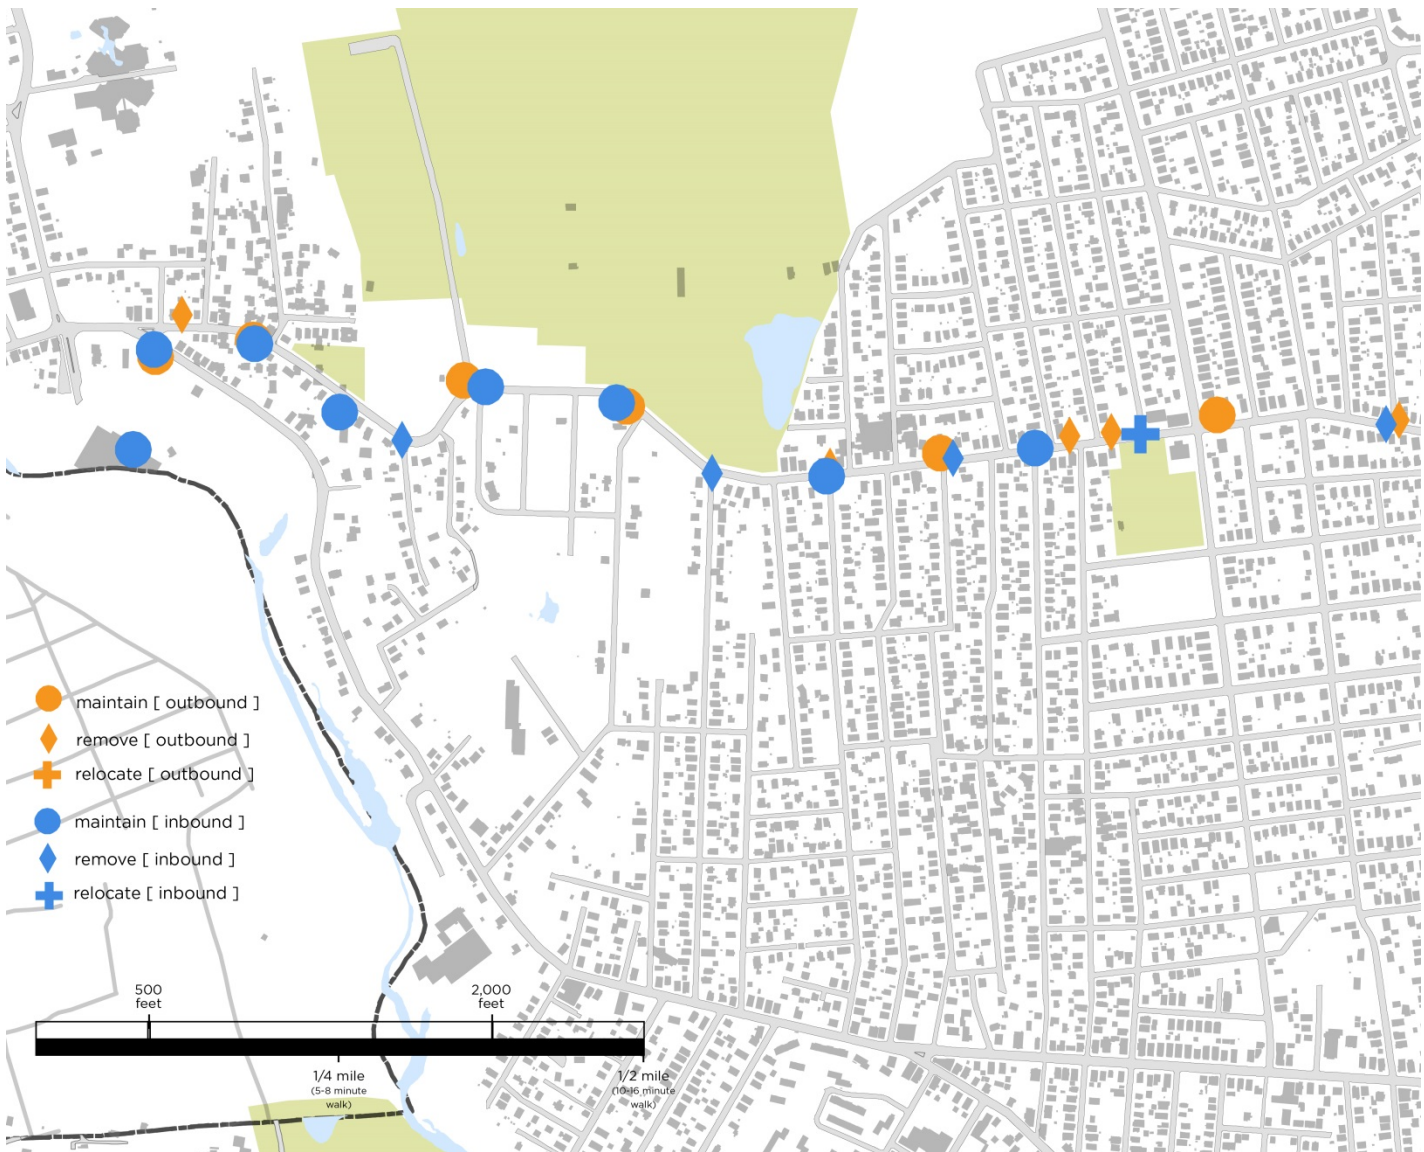 maintain [ outbound ]
remove [ outbound ]
relocate [ outbound ]
maintain [ inbound ]
remove [ inbound ]
relocate [ inbound ]
500
feet
2,000
feet
1/4 mile
(5-8 minute
walk)
1/2 mile
(10-16 minute
walk)